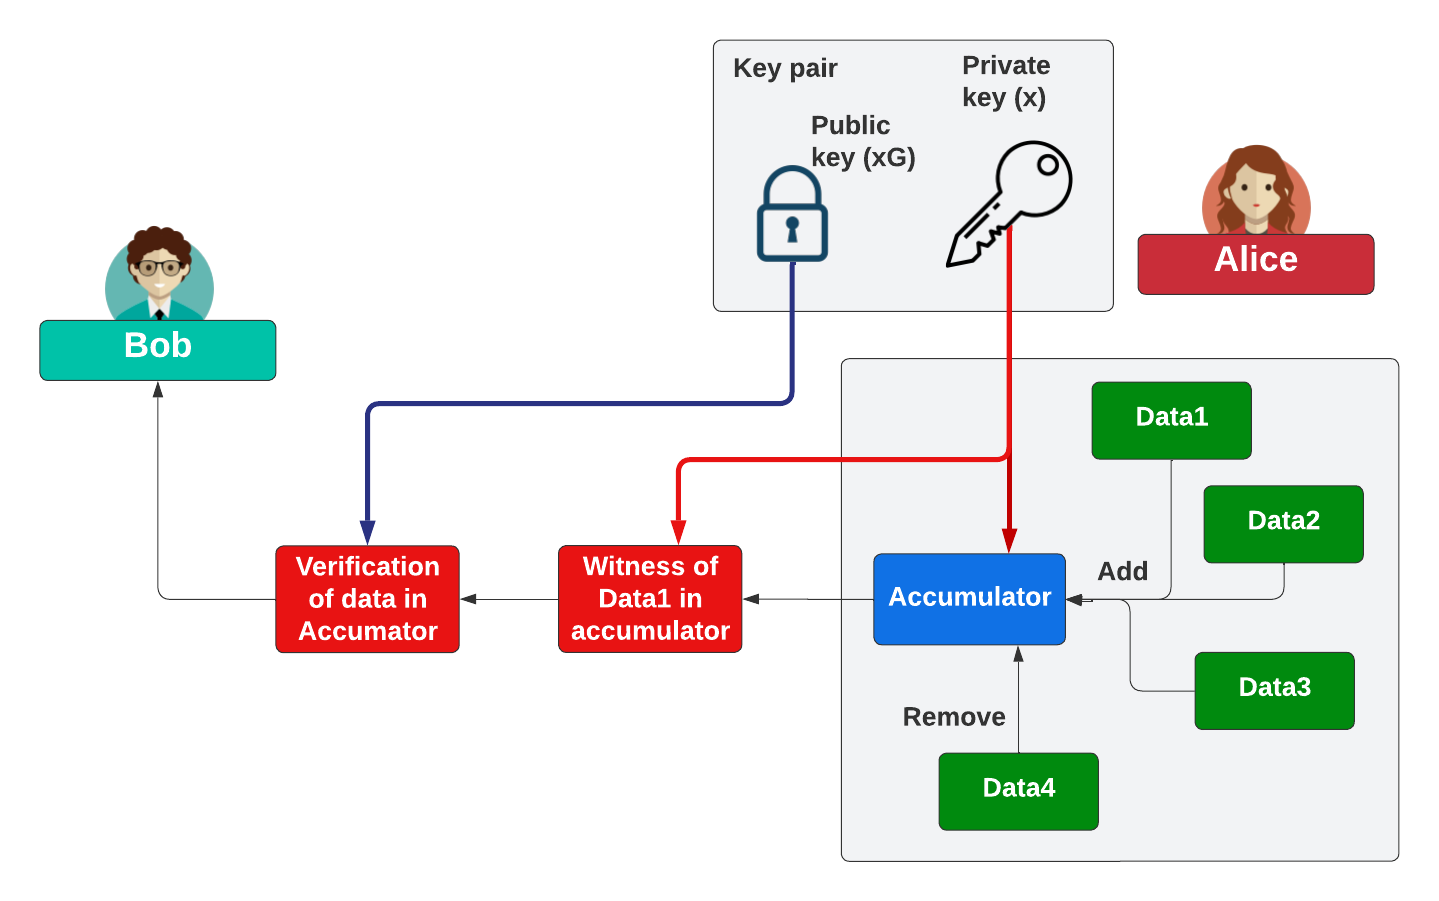 Key pair
Private
key (x)
Public
key (xG)
Alice
Bob
Data1
Data2
Add
Verification
of data in
Accumator
Witness of
Data1 in
accumulator
Accumulator
Data3
Remove
Data4